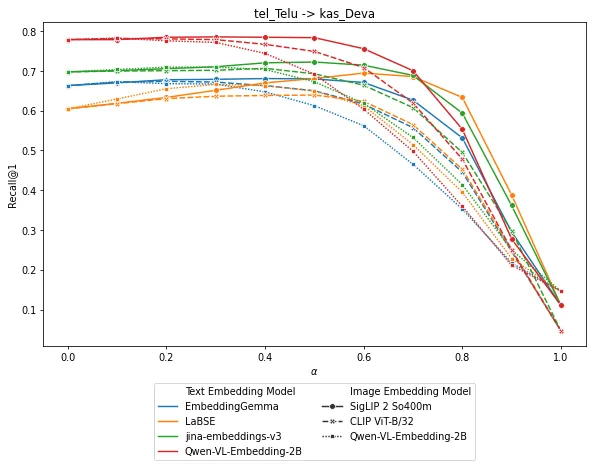 tel_Telu -> kas_Deva
0.8
0.7
0.6
0.5
0.4
0.3
0.2
0.1
Recall@1
0.0 0.2 0.4 0.6 0.8 1.0
α
Text Embedding Model Image Embedding Model
EmbeddingGemma SigLIP 2 So400m
LaBSE CLIP ViT-B/32
jina-embeddings-v3 Qwen-VL-Embedding-2B
Qwen-VL-Embedding-2B